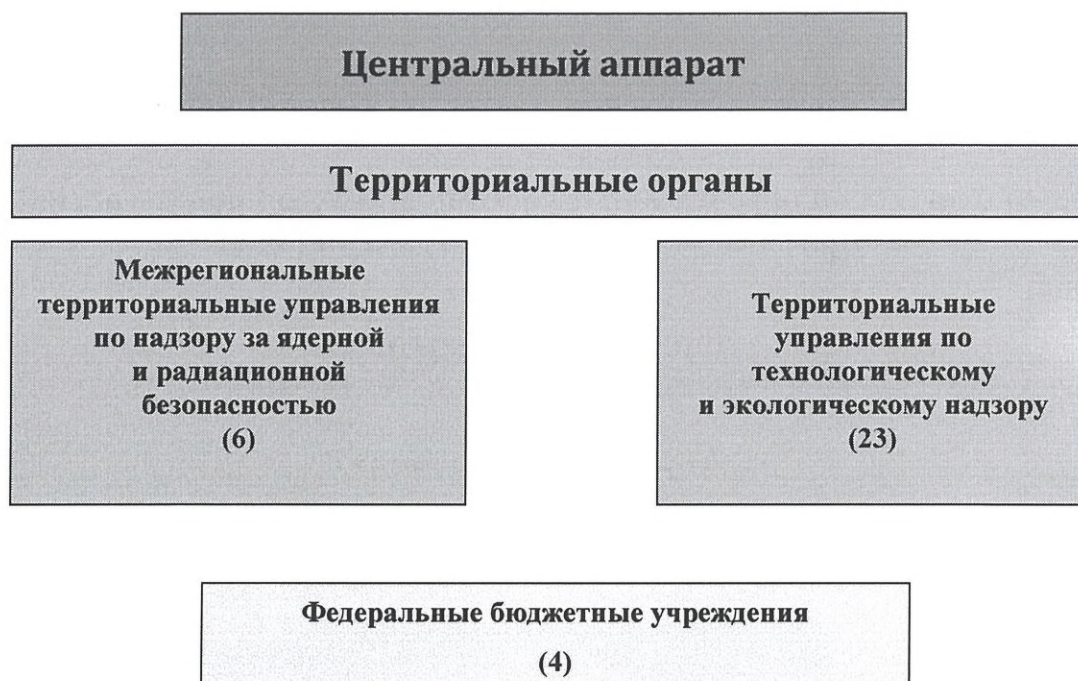 Центральный аппарат
Территориальные органы
Межрегиональные
территориальные управления
по надзору за ядерной
и радиационной
безопасностью
(6)
Территориальные
управления по
технологическому
и экологическому надзору
(23)
Федеральные бюджетные учреждения
(4)